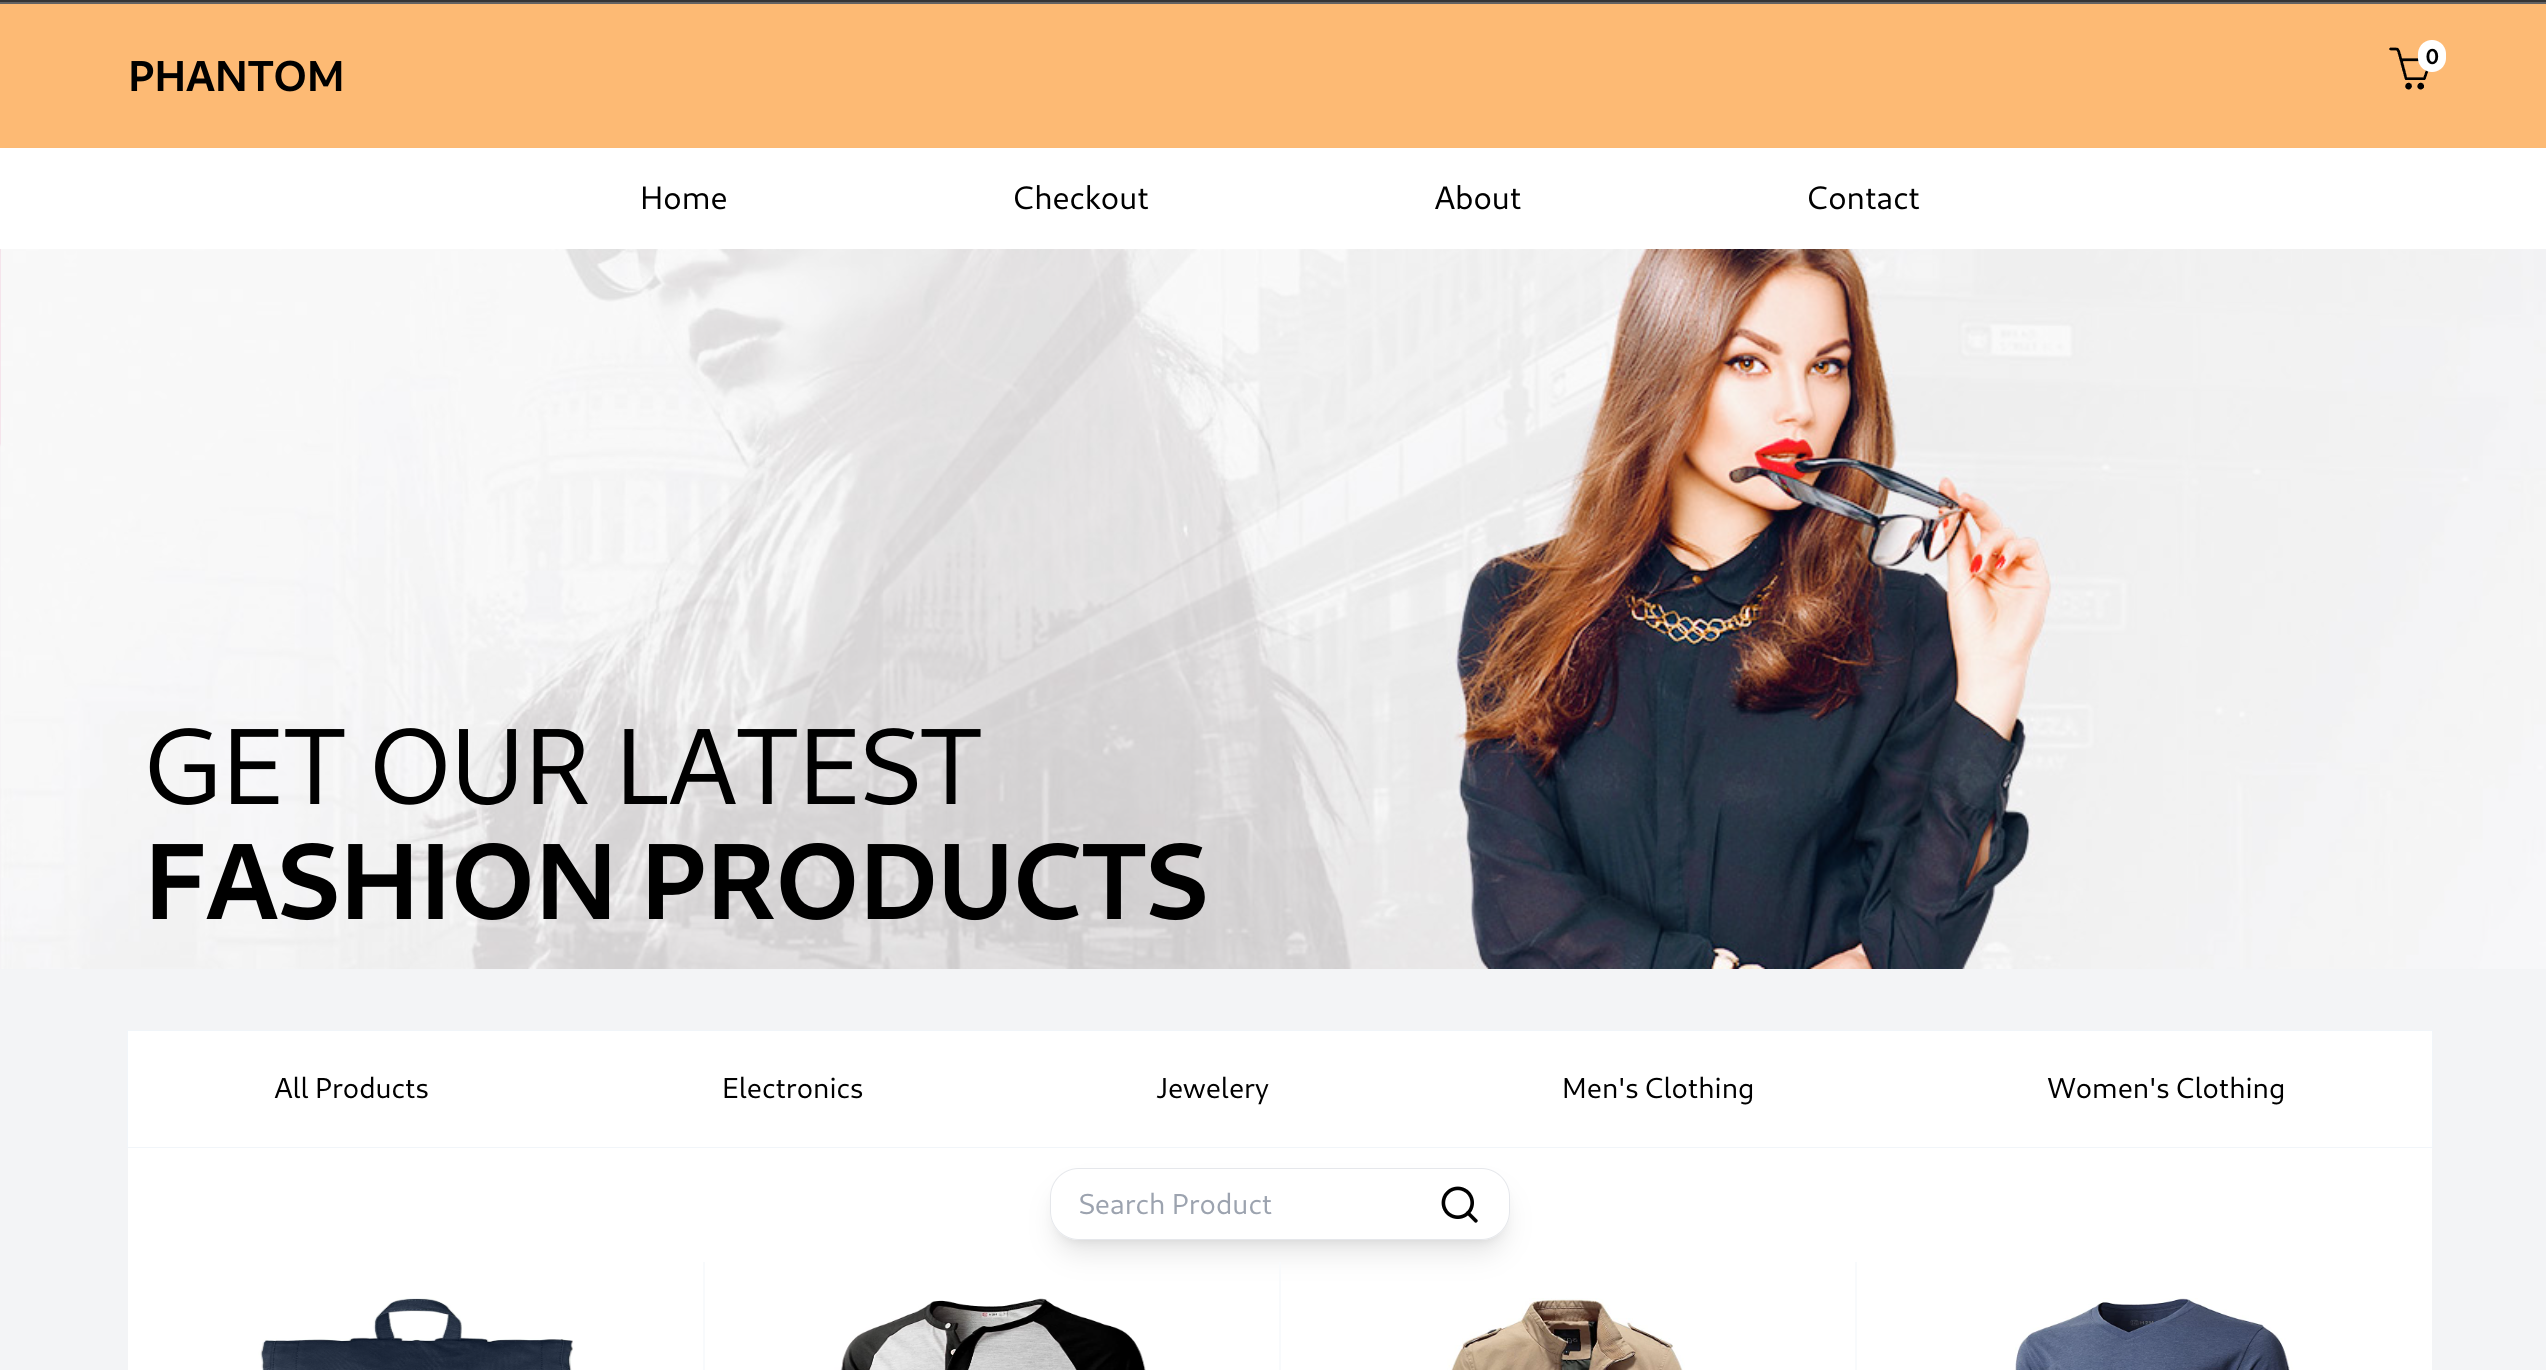 PHANTOM
0
Home Checkout About Contact
GET OUR LATEST
FASHION PRODUCTS
All Products Electronics Jewelery Men's Clothing Women's Clothing
Search Product